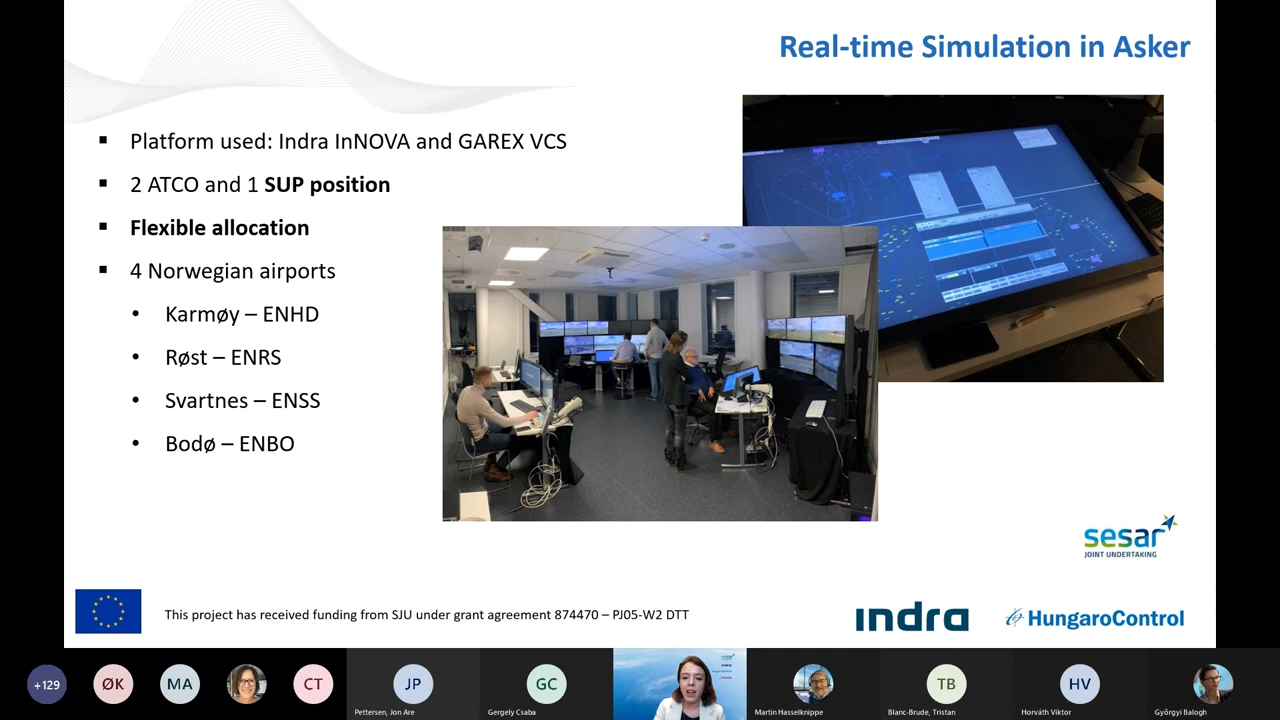 Real-time Simulation in Asker
▪ Platform used: Indra InNOVA and GAREX VCS
▪ 2 ATCO and 1 SUP position
▪ Flexible allocation
▪ 4 Norwegian airports
• Karmøy – ENHD
• Røst – ENRS
• Svartnes – ENSS
• Bodø – ENBO
sesar
JOINT UNDERTAKING
This project has received funding from SJU under grant agreement 874470 – PJ05-W2 DTT
indra
HungaroControl
+129
ØK
MA
CT
JP
GC
TB
HV
Pettersen, Jon Are
Gergely Csaba
Martin Hasselknippe
Blanc-Brude, Tristan
Horváth Viktor
Györgyi Balogh